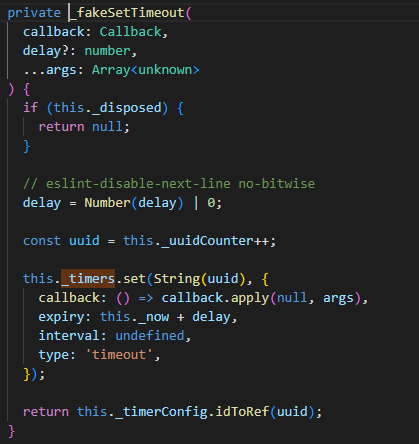 private _fakeSetTimeout(
  callback: Callback,
  delay?: number,
  ...args: Array<unknown>
) {
  if (this._disposed) {
    return null;
  }

  // eslint-disable-next-line no-bitwise
  delay = Number(delay) | 0;

  const uuid = this._uuidCounter++;

  this._timers.set(String(uuid), {
    callback: () => callback.apply(null, args),
    expiry: this._now + delay,
    interval: undefined,
    type: 'timeout',
  });

  return this._timerConfig.idToRef(uuid);
}